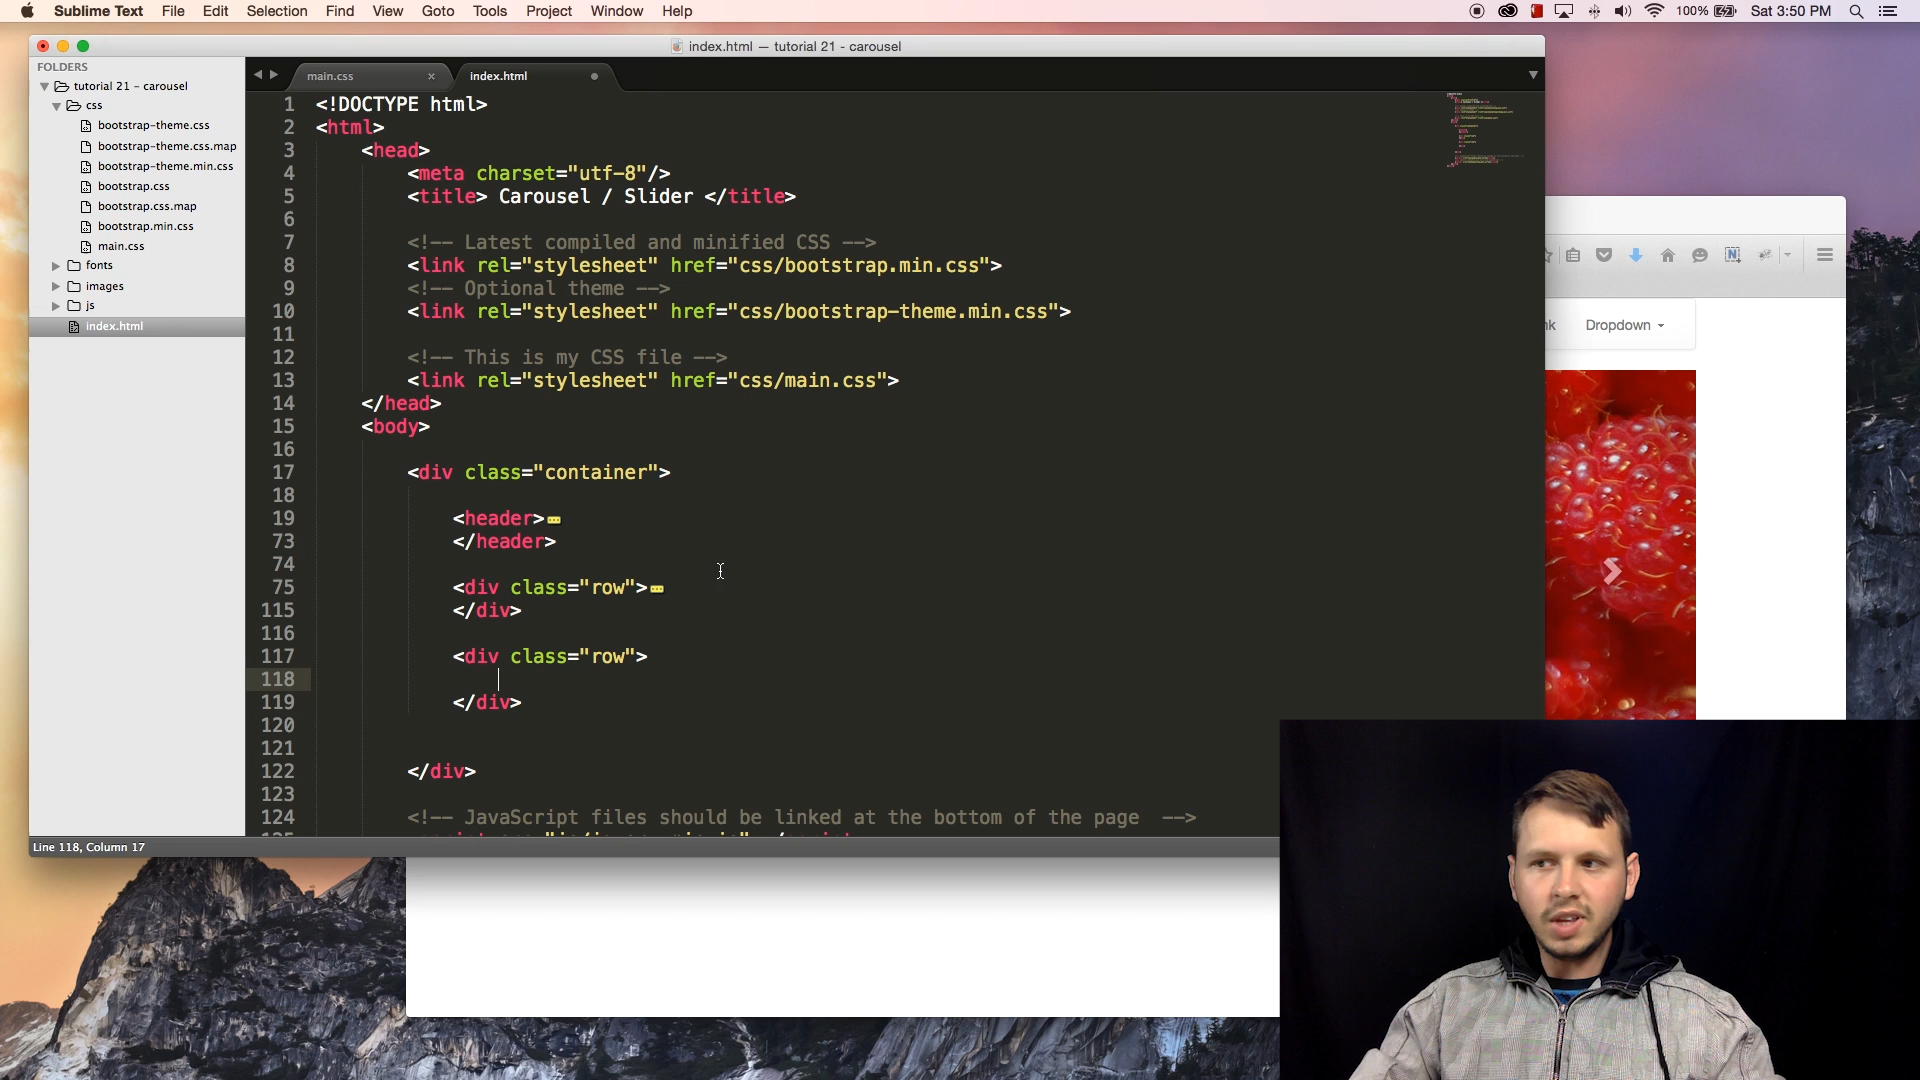 Sublime Text File Edit Selection Find View Goto Tools Project Window Help 100% Sat 3:50 PM
index.html — tutorial 21 - carousel
FOLDERS
tutorial 21 - carousel
css
bootstrap-theme.css
bootstrap-theme.css.map
bootstrap-theme.min.css
bootstrap.css
bootstrap.css.map
bootstrap.min.css
main.css
fonts
images
js
index.html
main.css index.html
1 <!DOCTYPE html>
2 <html>
3 <head>
4 <meta charset="utf-8"/>
5 <title> Carousel / Slider </title>
6
7 <!-- Latest compiled and minified CSS -->
8 <link rel="stylesheet" href="css/bootstrap.min.css">
9 <!-- Optional theme -->
10 <link rel="stylesheet" href="css/bootstrap-theme.min.css">
11
12 <!-- This is my CSS file -->
13 <link rel="stylesheet" href="css/main.css">
14 </head>
15 <body>
16
17 <div class="container">
18
19 <header>
73 </header>
74
75 <div class="row">
115 </div>
116
117 <div class="row">
118
119 </div>
120
121
122 </div>
123
124 <!-- JavaScript files should be linked at the bottom of the page -->
Line 118, Column 17
nk Dropdown